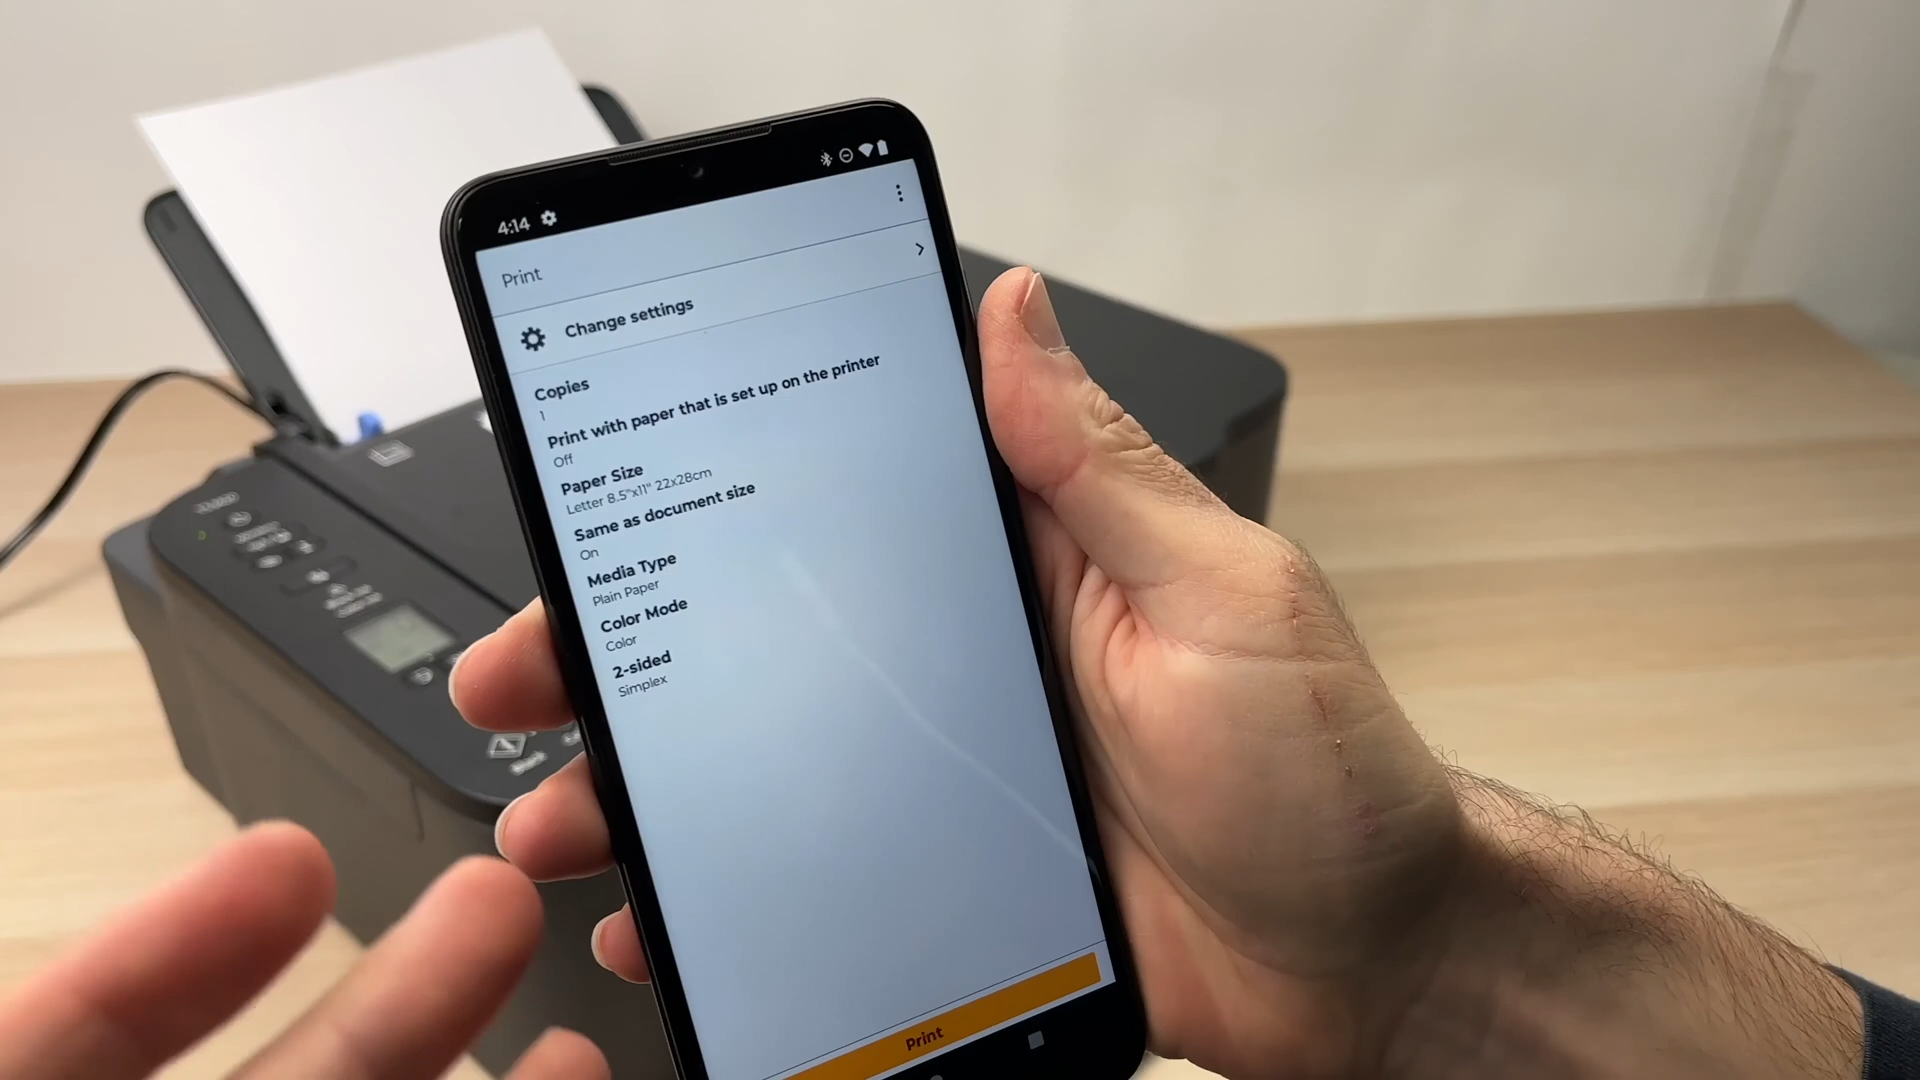 4:14
Print
Change settings
Copies
1
Print with paper that is set up on the printer
Off
Paper Size
Letter 8.5"x11" 22x28cm
Same as document size
On
Media Type
Plain Paper
Color Mode
Color
2-sided
Simplex
Print